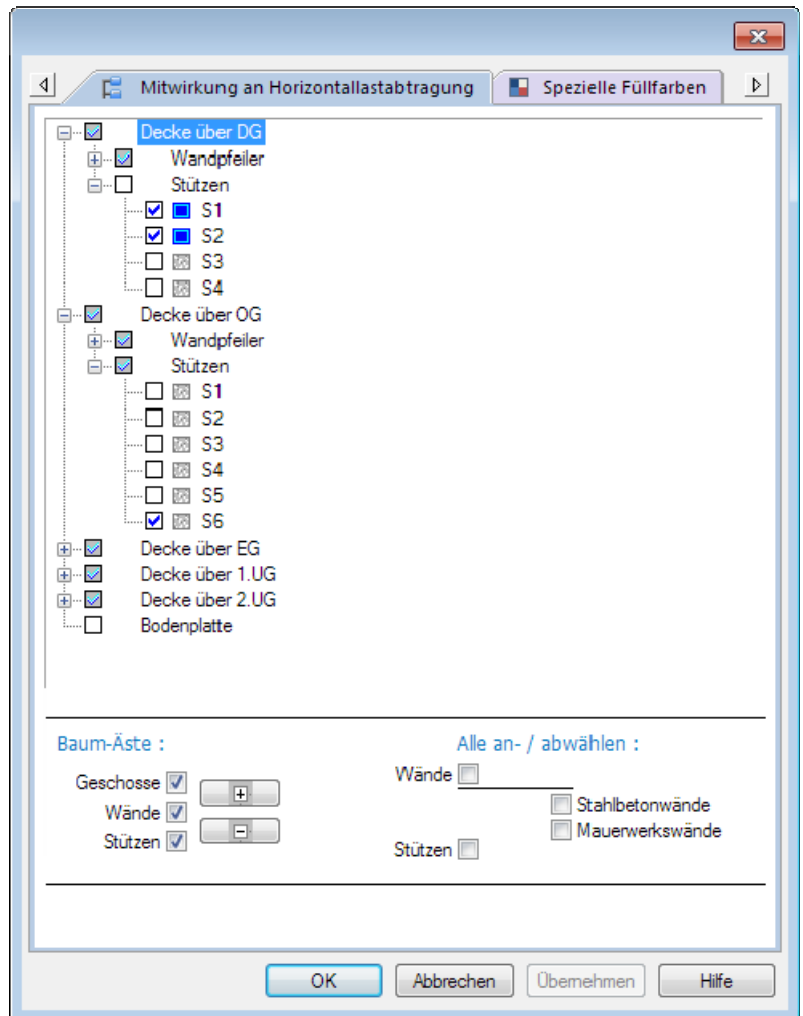 Mitwirkung an Horizontallastabtragung Spezielle Füllfarben
Decke über DG
Wandpfeiler
Stützen
S1
S2
S3
S4
Decke über OG
Wandpfeiler
Stützen
S1
S2
S3
S4
S5
S6
Decke über EG
Decke über 1.UG
Decke über 2.UG
Bodenplatte
Baum-Äste : Alle an- / abwählen :
Geschosse Wände
Wände Stahlbetonwände
Mauerwerkswände
Stützen Stützen
OK Abbrechen Übernehmen Hilfe